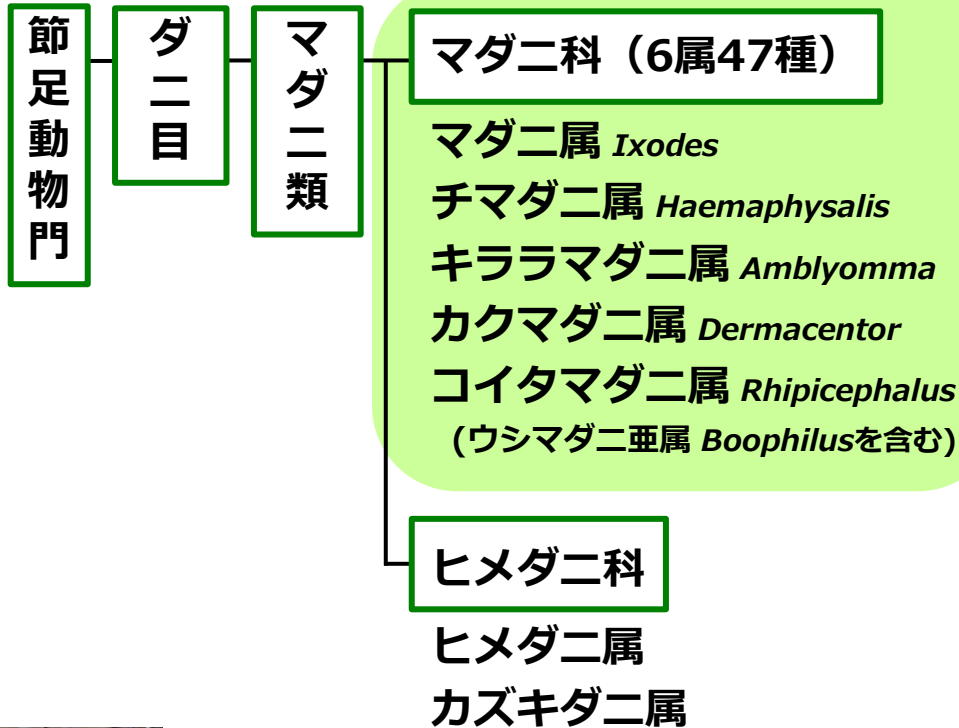 節足動物門
ダニ目
マダニ類
マダニ科（6属47種）
マダニ属 Ixodes
チマダニ属 Haemaphysalis
キララマダニ属 Amblyomma
カクマダニ属 Dermacentor
コイタマダニ属 Rhipicephalus
(ウシマダニ亜属 Boophilusを含む)
ヒメダニ科
ヒメダニ属
カズキダニ属